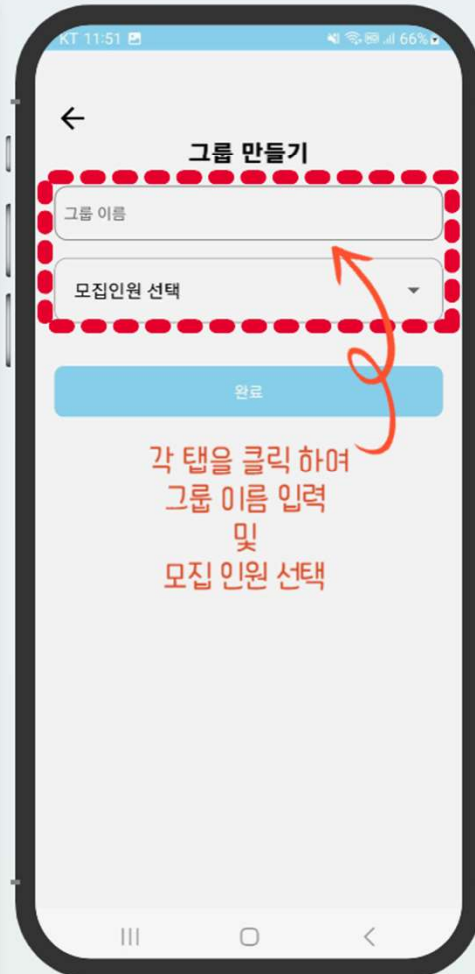 KT 11:51 66%
그룹 만들기
그룹 이름
모집인원 선택
완료
각 탭을 클릭 하여
그룹 이름 입력
및
모집 인원 선택